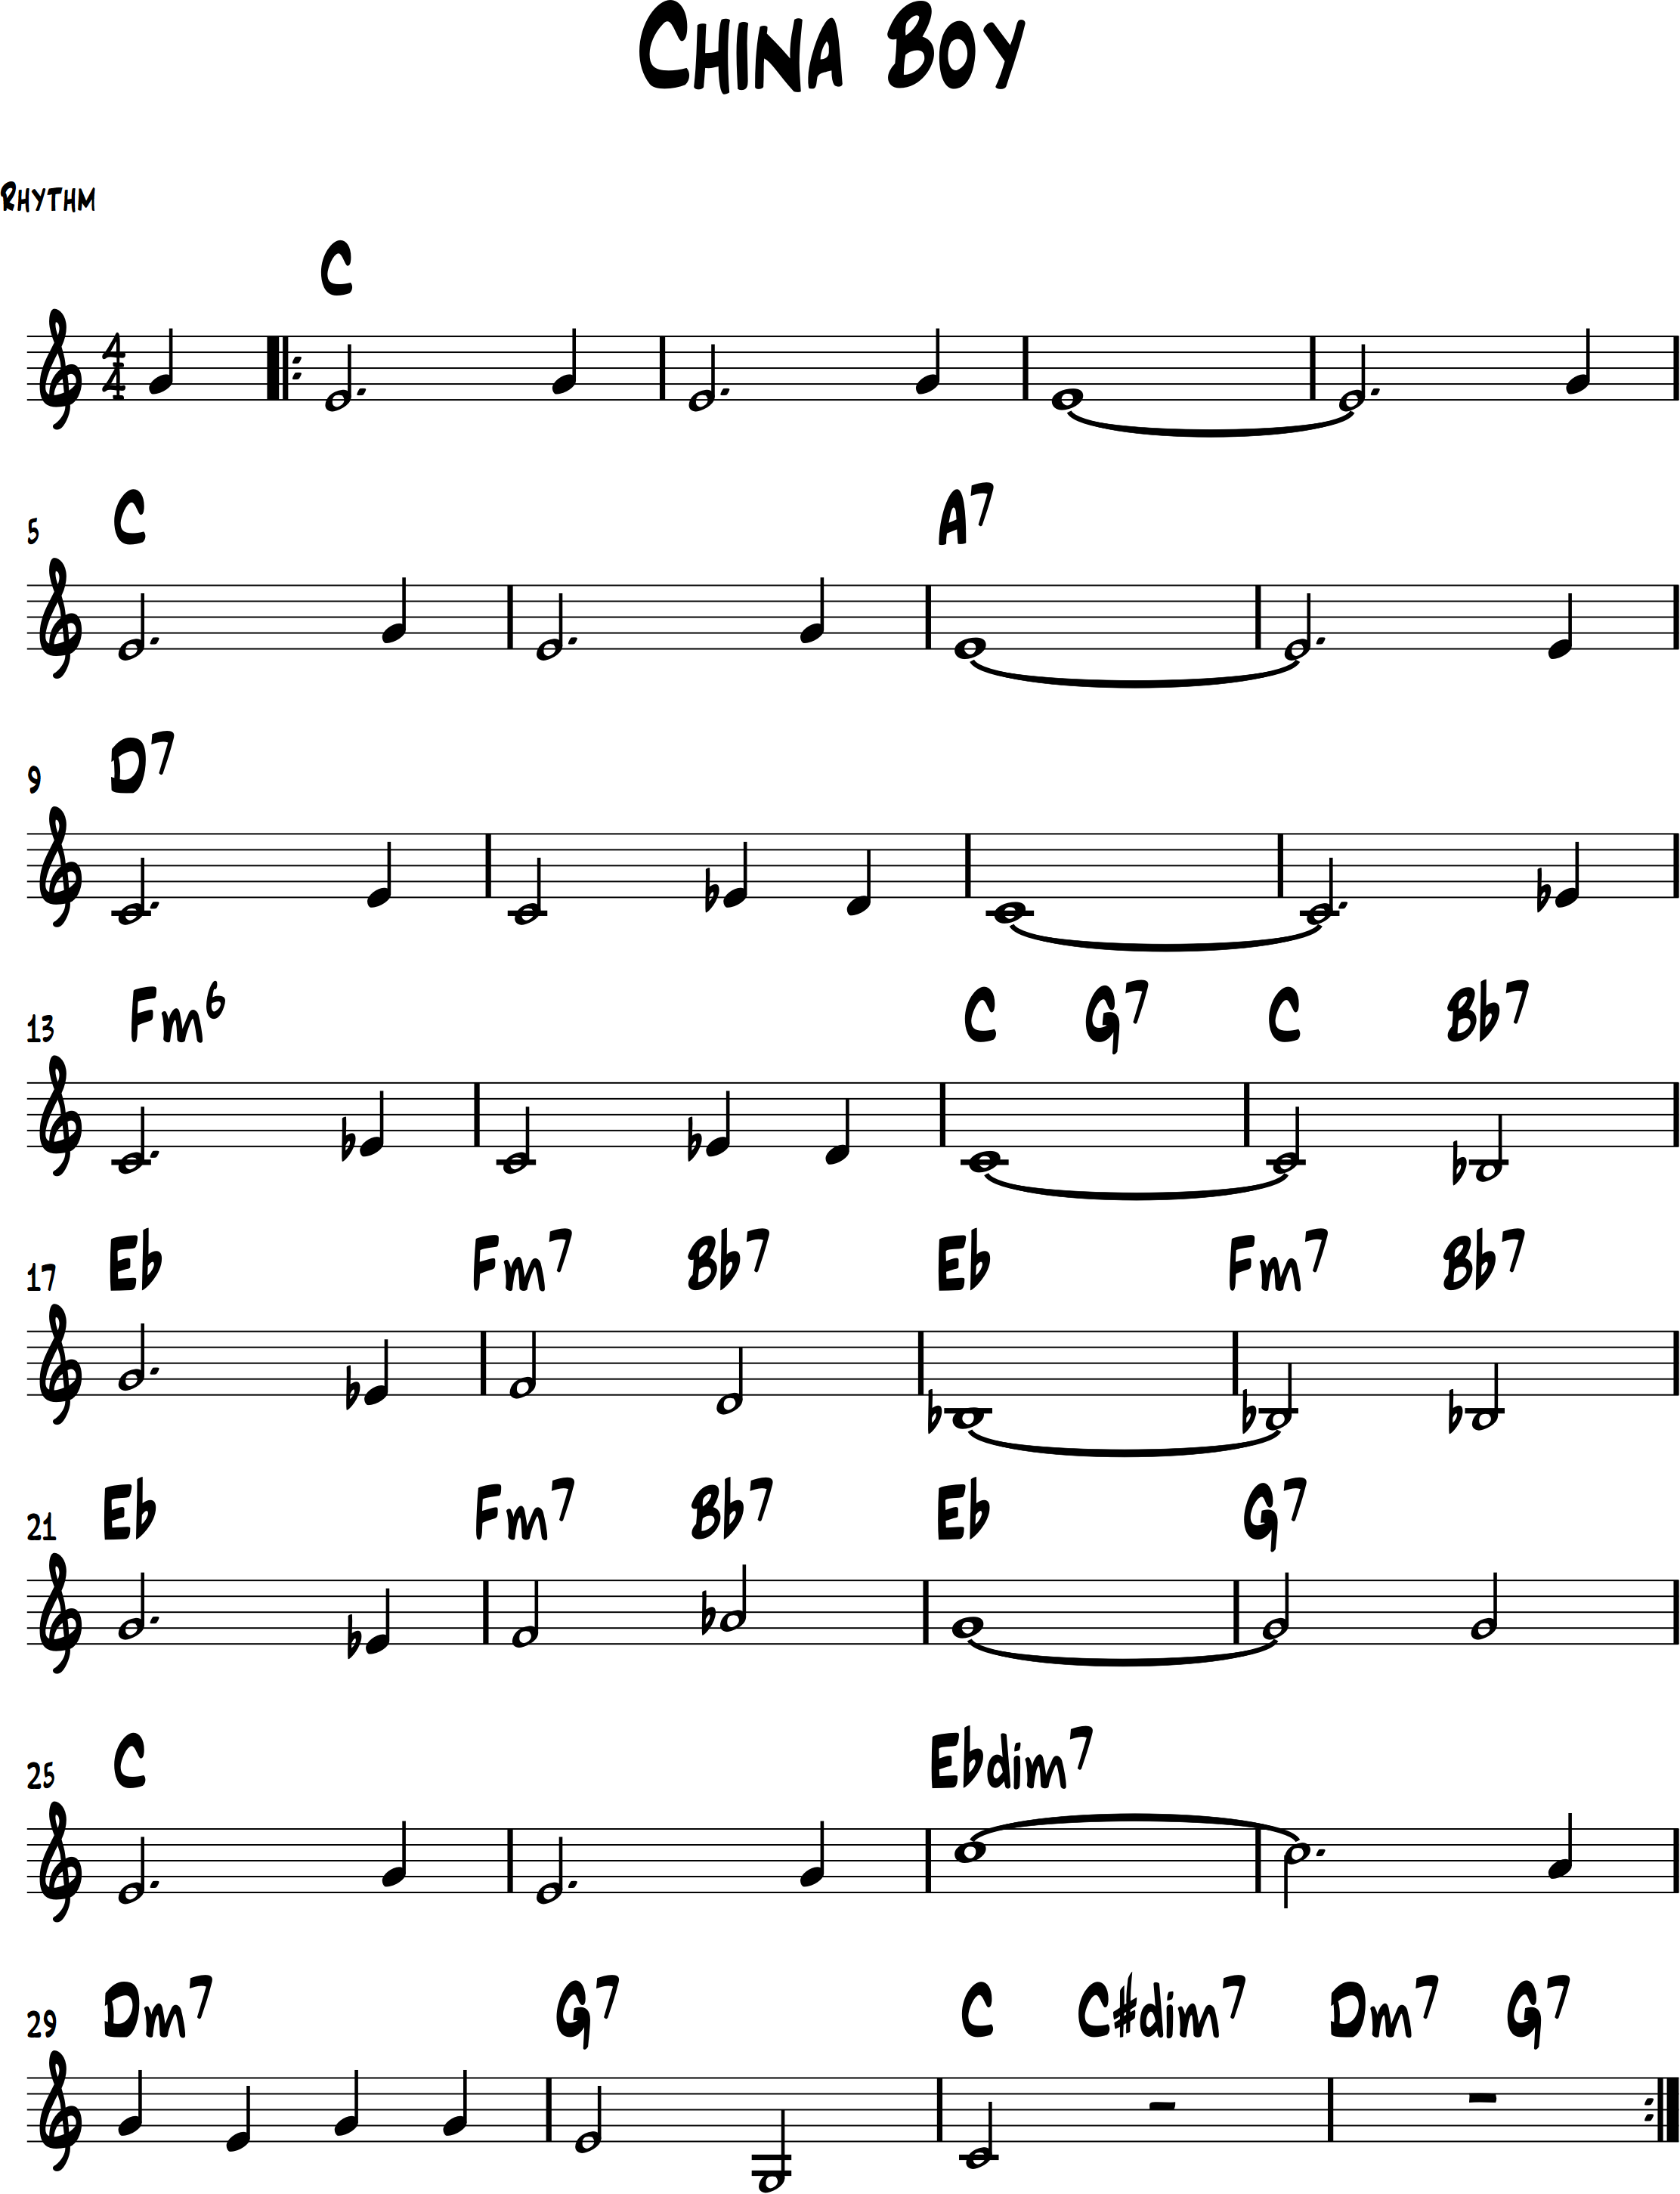 China Boy
Rhythm
C
4
4
5 C A7
9 D7
13 Fm6 C G7 C Bb7
17 Eb Fm7 Bb7 Eb Fm7 Bb7
21 Eb Fm7 Bb7 Eb G7
25 C Ebdim7
29 Dm7 G7 C C#dim7 Dm7 G7